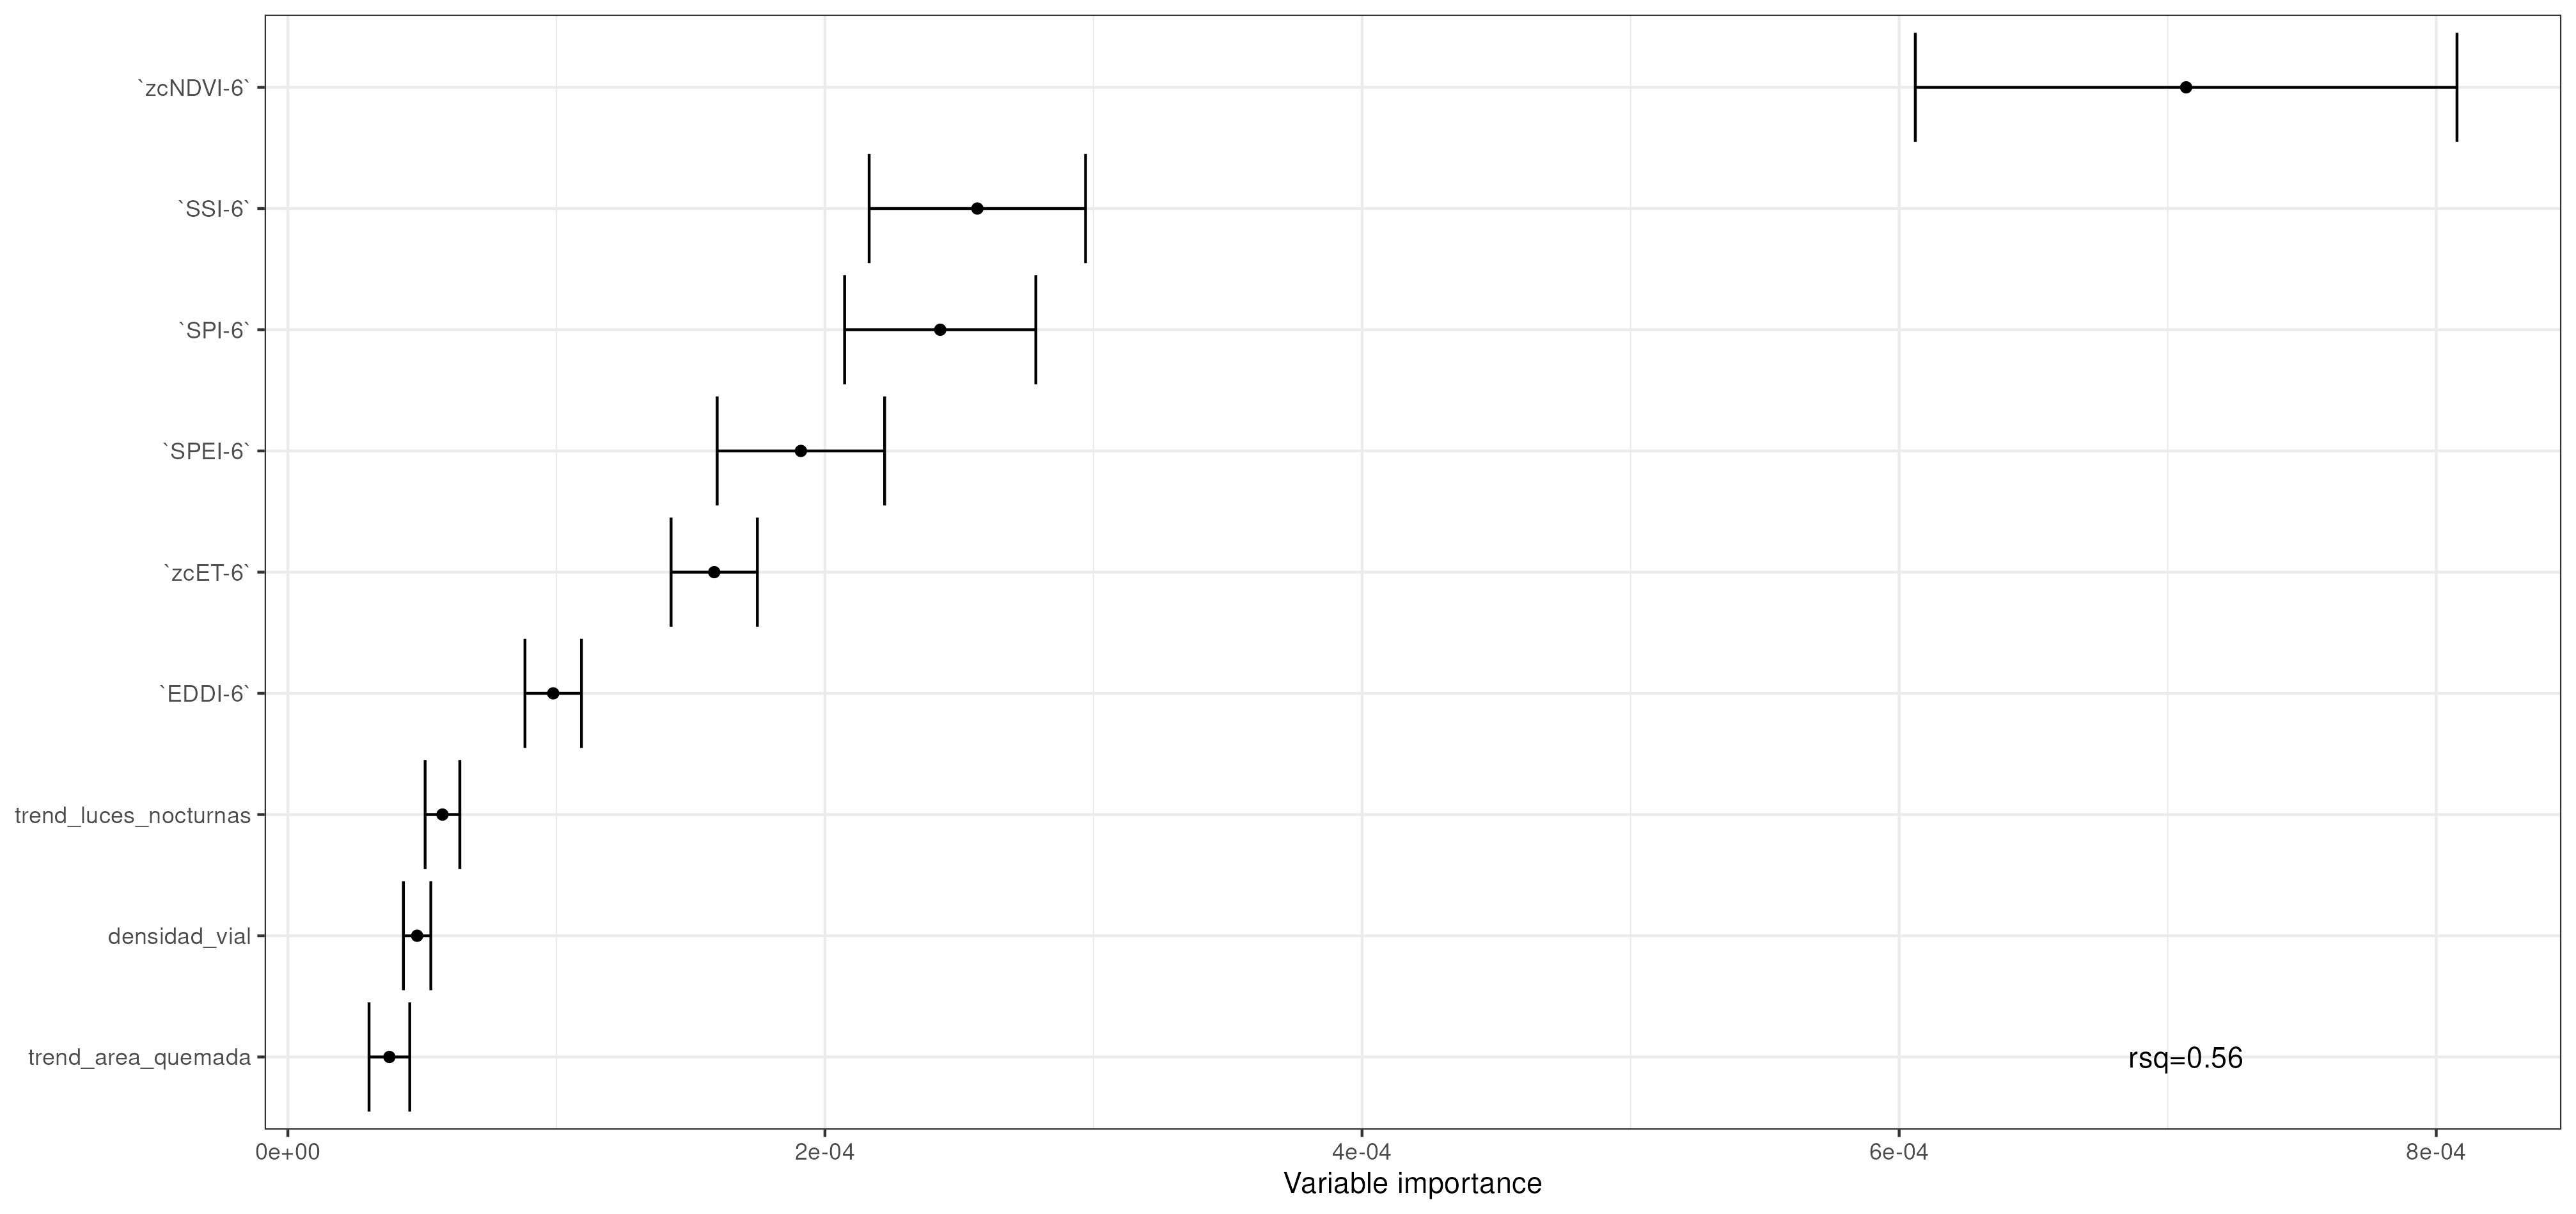 `zcNDVI-6`
`SSI-6`
`SPI-6`
`SPEI-6`
`zcET-6`
`EDDI-6`
trend_luces_nocturnas
densidad_vial
trend_area_quemada
rsq=0.56
0e+00 2e-04 4e-04 6e-04 8e-04
Variable importance